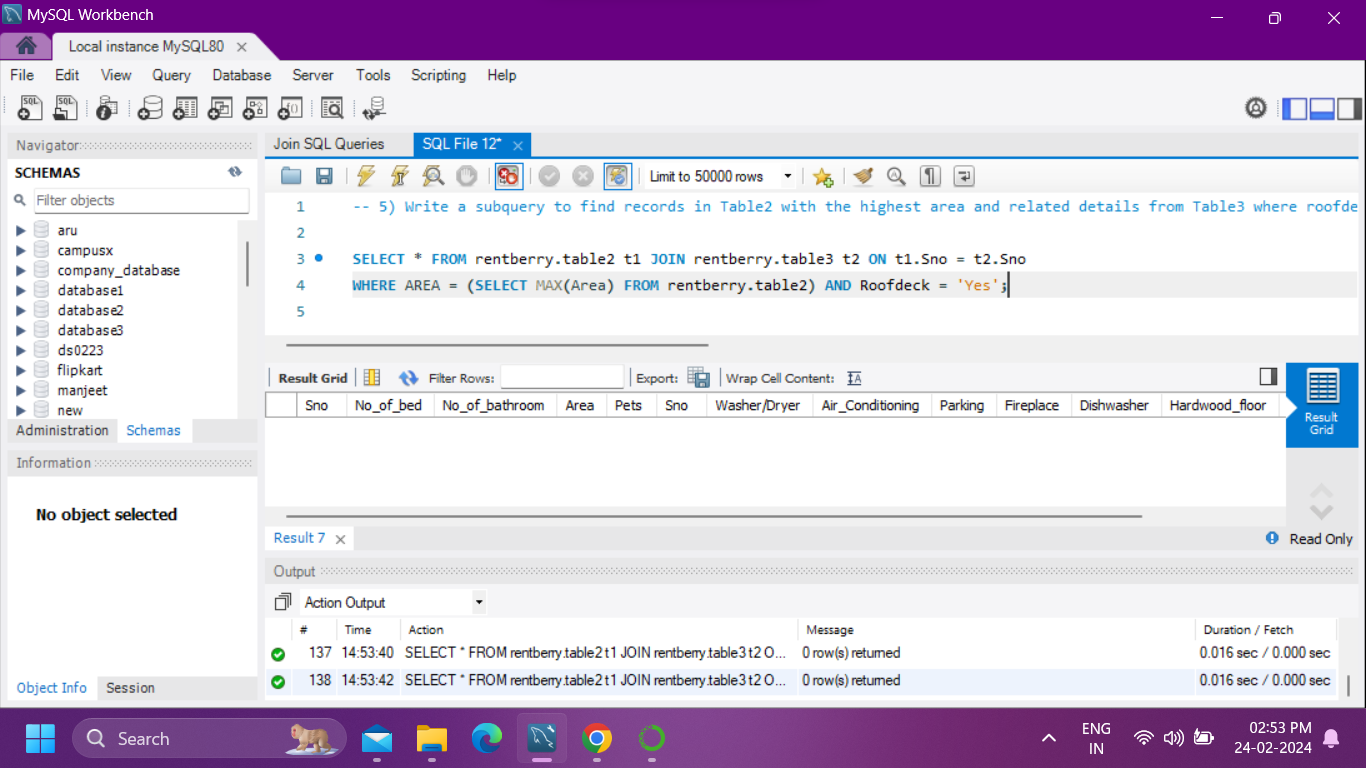 MySQL Workbench
Local instance MySQL80
File Edit View Query Database Server Tools Scripting Help
Navigator
SCHEMAS
Filter objects
aru
campusx
company_database
database1
database2
database3
ds0223
flipkart
manjeet
new
Administration Schemas
Information
No object selected
Object Info Session
Join SQL Queries SQL File 12*
Limit to 50000 rows
1 -- 5) Write a subquery to find records in Table2 with the highest area and related details from Table3 where roofde
2
3 SELECT * FROM rentberry.table2 t1 JOIN rentberry.table3 t2 ON t1.Sno = t2.Sno
4 WHERE AREA = (SELECT MAX(Area) FROM rentberry.table2) AND Roofdeck = 'Yes';
5
Result Grid Filter Rows: Export: Wrap Cell Content:
Sno No_of_bed No_of_bathroom Area Pets Sno Washer/Dryer Air_Conditioning Parking Fireplace Dishwasher Hardwood_floor
Result
Grid
Result 7 Read Only
Output
Action Output
# Time Action Message Duration / Fetch
137 14:53:40 SELECT * FROM rentberry.table2 t1 JOIN rentberry.table3 t2 O... 0 row(s) returned 0.016 sec / 0.000 sec
138 14:53:42 SELECT * FROM rentberry.table2 t1 JOIN rentberry.table3 t2 O... 0 row(s) returned 0.016 sec / 0.000 sec
Search
ENG
IN
02:53 PM
24-02-2024